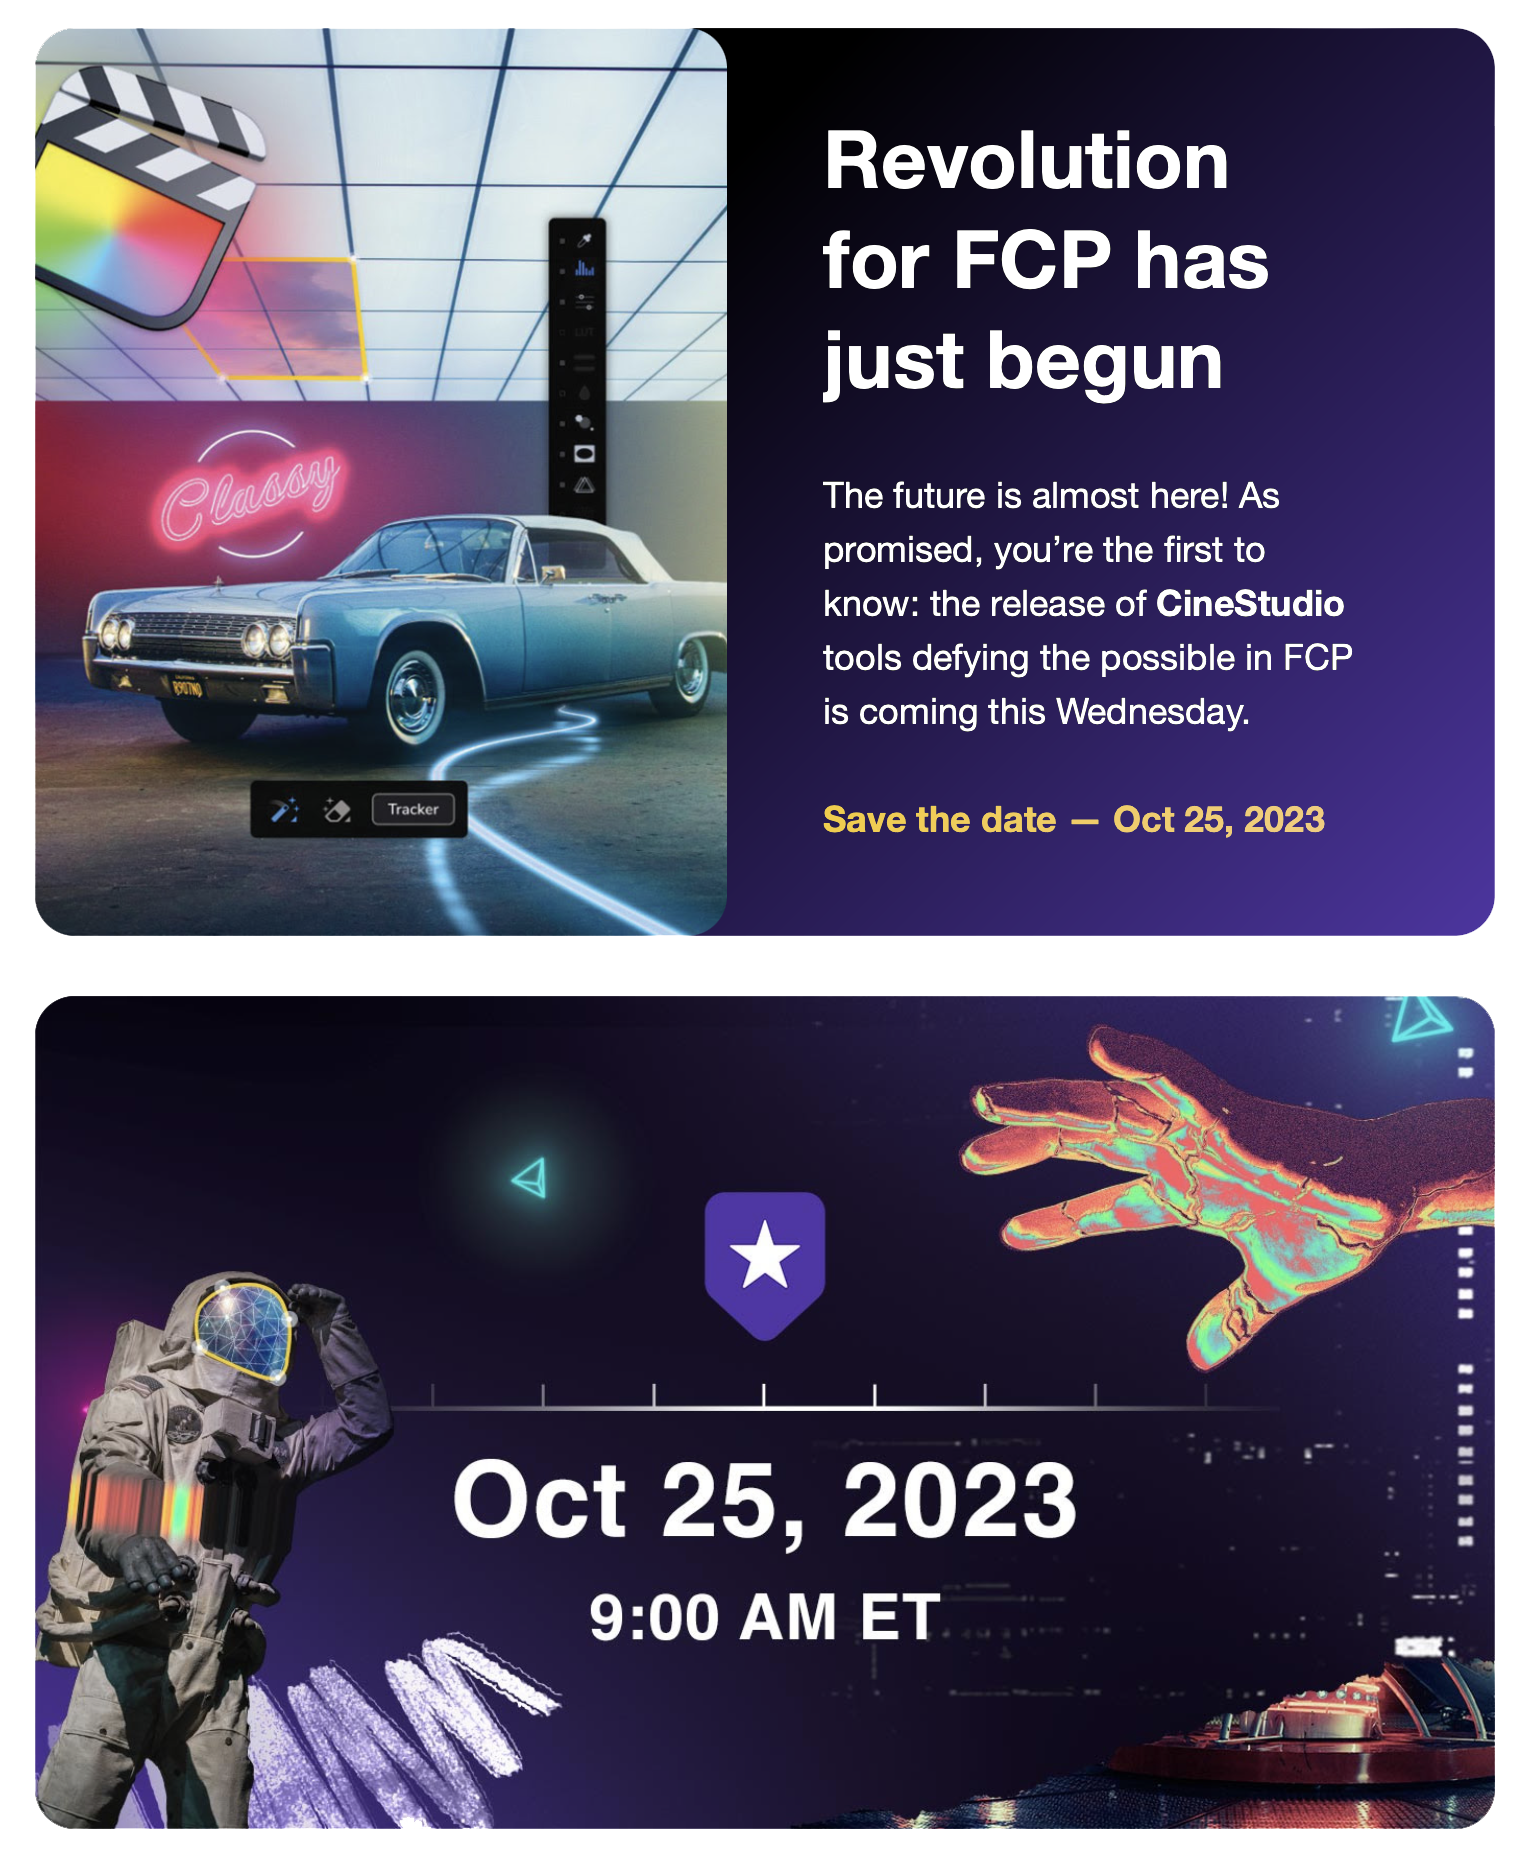 Classy
Tracker
Revolution
for FCP has
just begun
The future is almost here! As
promised, you’re the first to
know: the release of CineStudio
tools defying the possible in FCP
is coming this Wednesday.
Save the date — Oct 25, 2023
Oct 25, 2023
9:00 AM ET